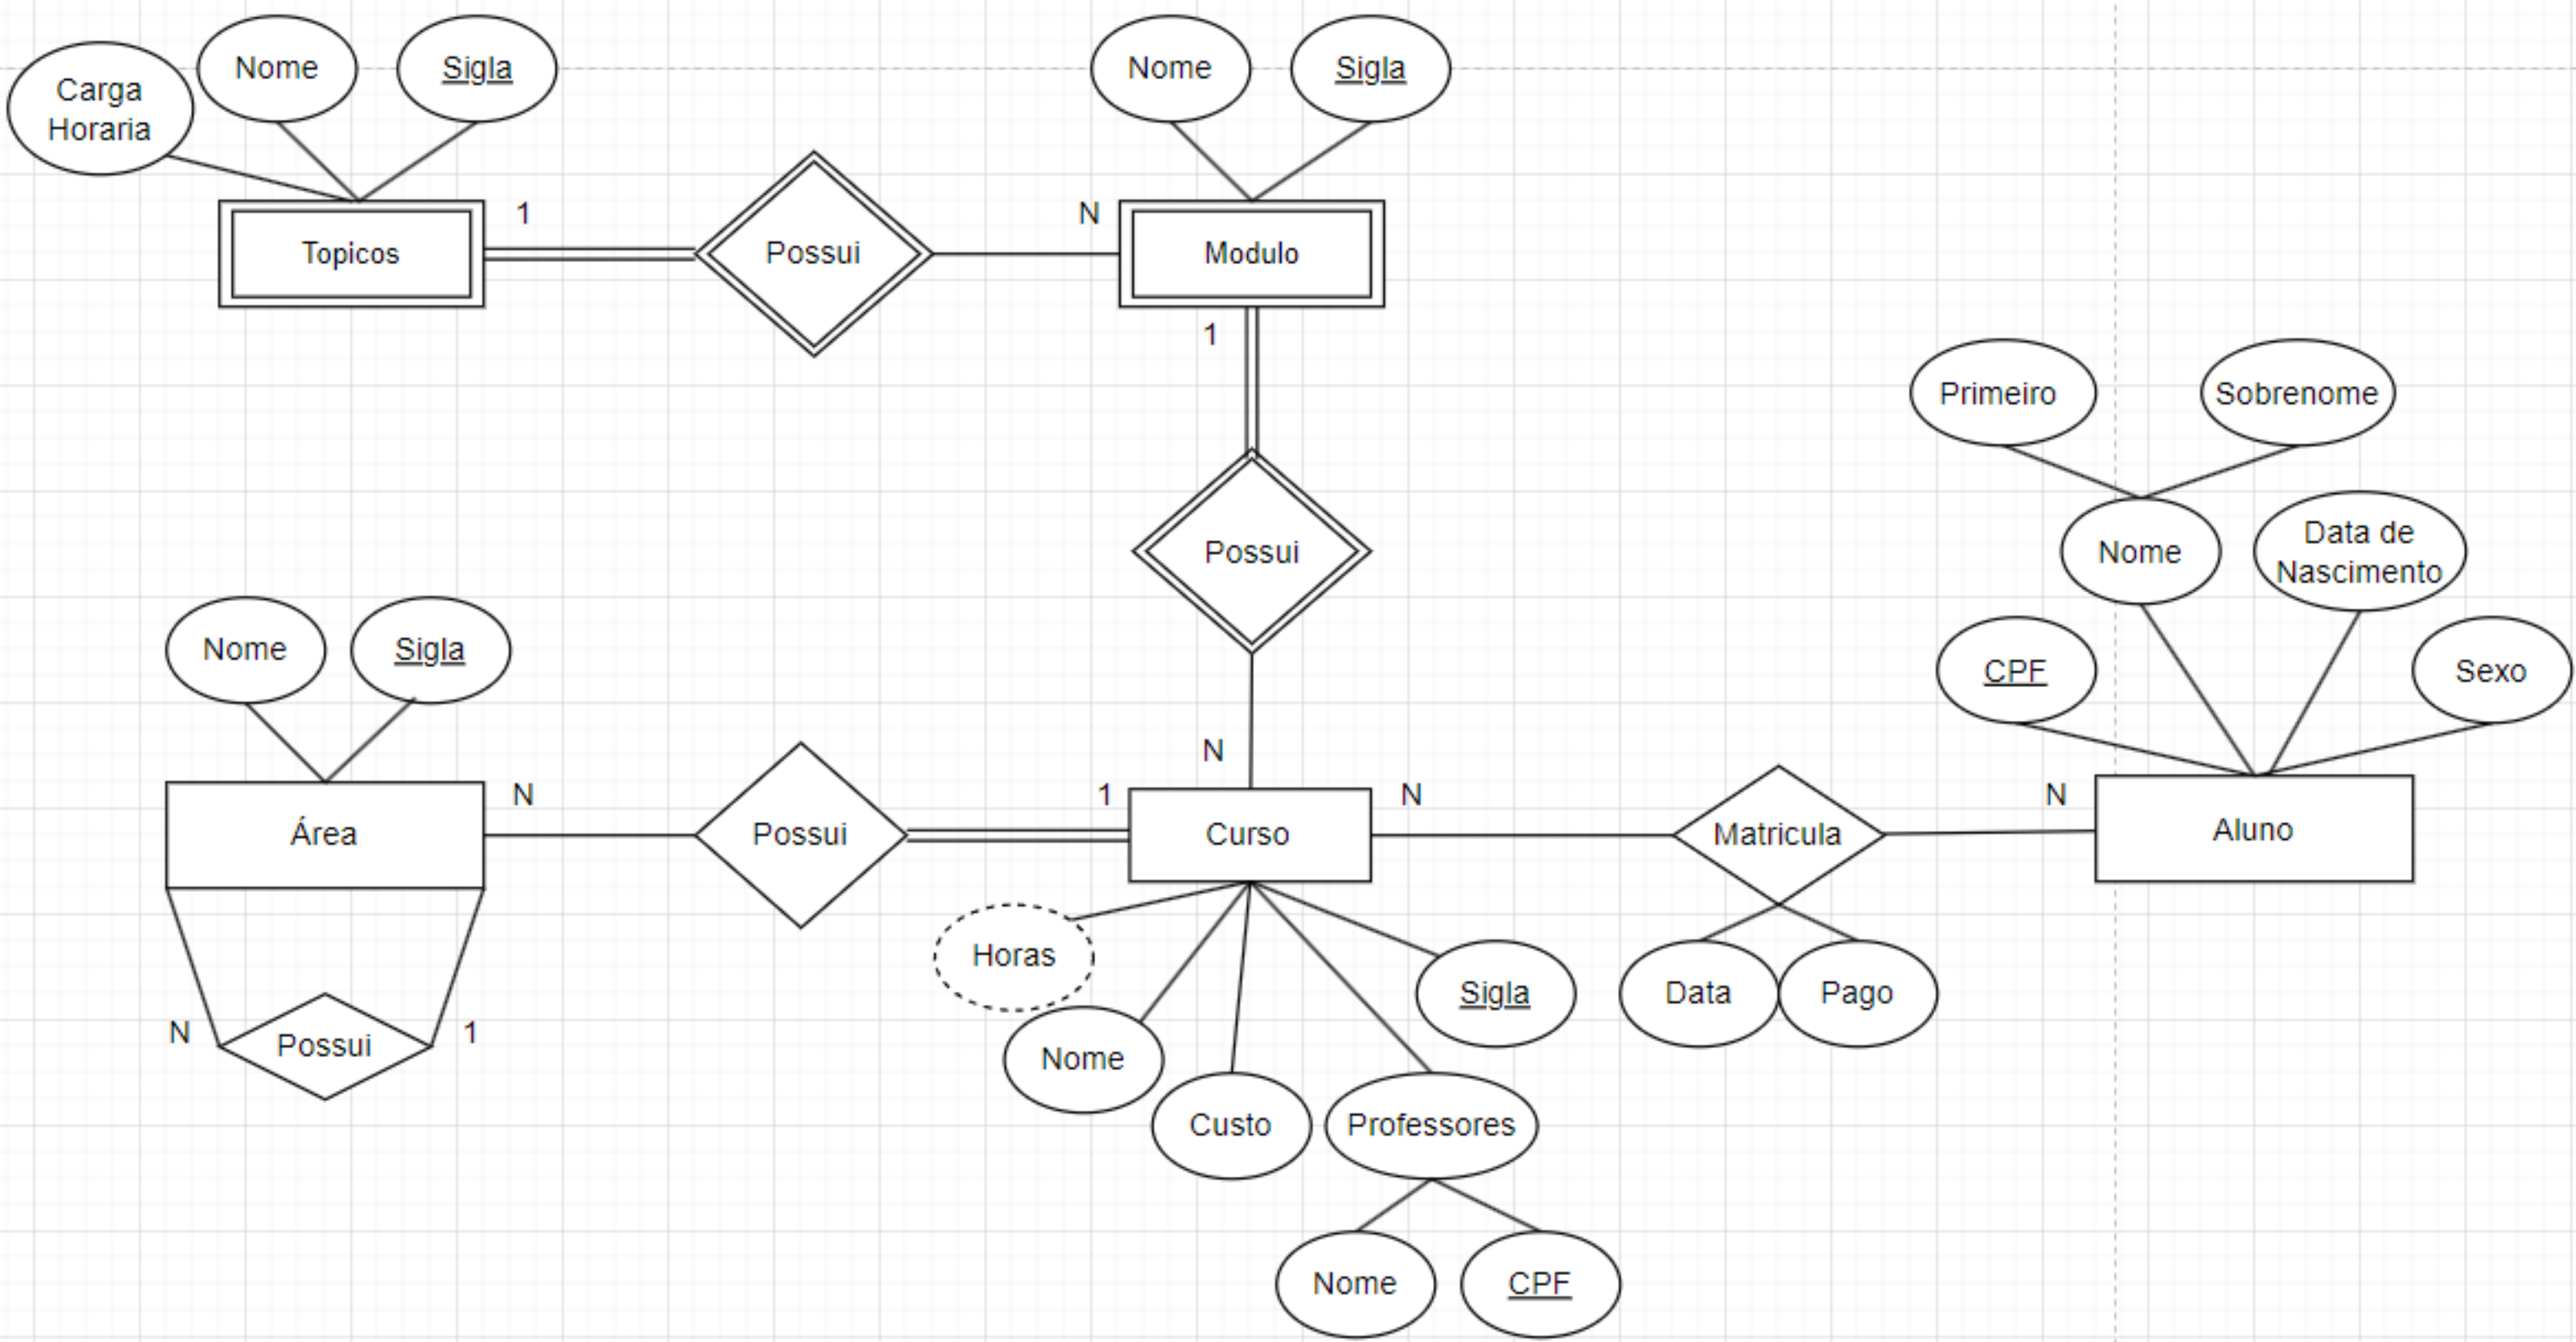 Carga
Horaria
Nome
Sigla
Nome
Sigla
Topicos
1
Possui
N
Modulo
1
Primeiro
Sobrenome
Possui
Nome
Data de
Nascimento
Nome
Sigla
CPF
Sexo
N
Área
N
Possui
1
Curso
N
Matricula
N
Aluno
Horas
Nome
Custo
Professores
Sigla
Data
Pago
N
Possui
1
Nome
CPF